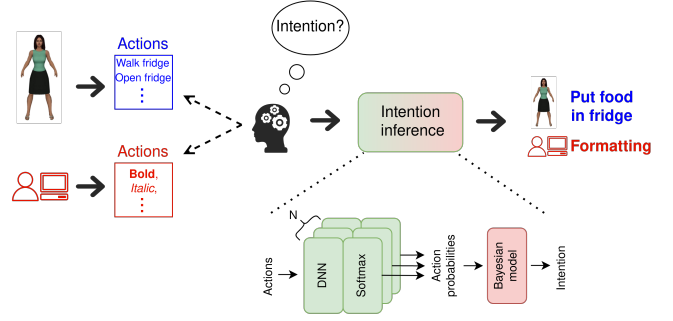 Intention?
Actions
Walk fridge
Open fridge
Actions
Bold,
Italic,
Intention
inference
Put food
in fridge
Formatting
N
Actions
DNN
Softmax
Action
probabilities
Bayesian
model
Intention